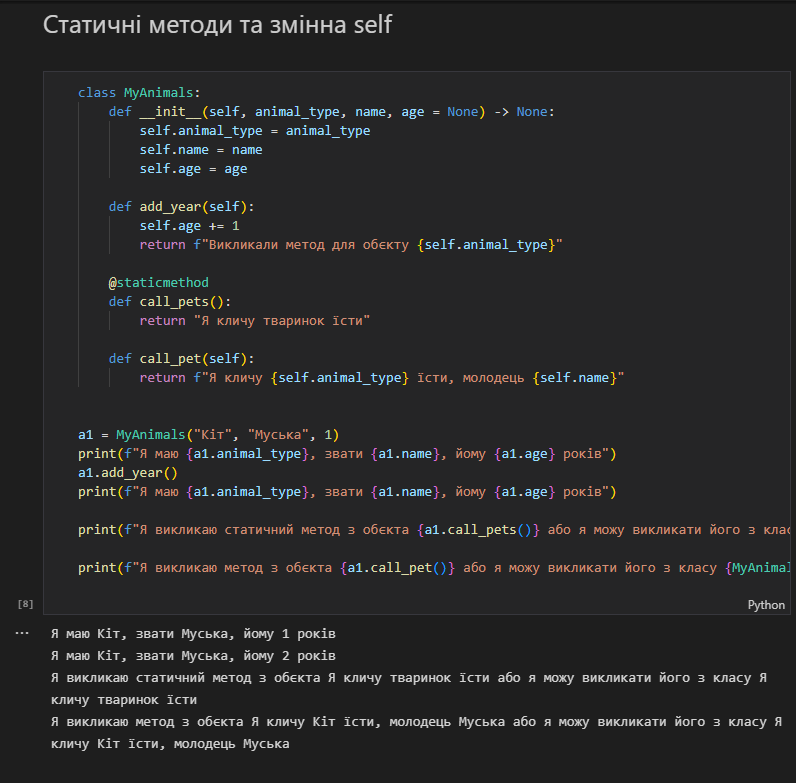 Статичні методи та змінна self
class MyAnimals:
    def __init__(self, animal_type, name, age = None) -> None:
        self.animal_type = animal_type
        self.name = name
        self.age = age
    def add_year(self):
        self.age += 1
        return f"Викликали метод для обєкту {self.animal_type}"
    @staticmethod
    def call_pets():
        return "Я кличу тваринок їсти"
    def call_pet(self):
        return f"Я кличу {self.animal_type} їсти, молодець {self.name}"
a1 = MyAnimals("Кіт", "Муська", 1)
print(f"Я маю {a1.animal_type}, звати {a1.name}, йому {a1.age} років")
a1.add_year()
print(f"Я маю {a1.animal_type}, звати {a1.name}, йому {a1.age} років")
print(f"Я викликаю статичний метод з обєкта {a1.call_pets()} або я можу викликати його з
print(f"Я викликаю метод з обєкта {a1.call_pet()} або я можу викликати його з класу
[8]
Python
...
Я маю Кіт, звати Муська, йому 1 років
Я маю Кіт, звати Муська, йому 2 років
Я викликаю статичний метод з обєкта Я кличу тваринок їсти або я можу викликати його з класу Я
кличу тваринок їсти
Я викликаю метод з обєкта Я кличу Кіт їсти, молодець Муська або я можу викликати його з класу Я
кличу Кіт їсти, молодець Муська